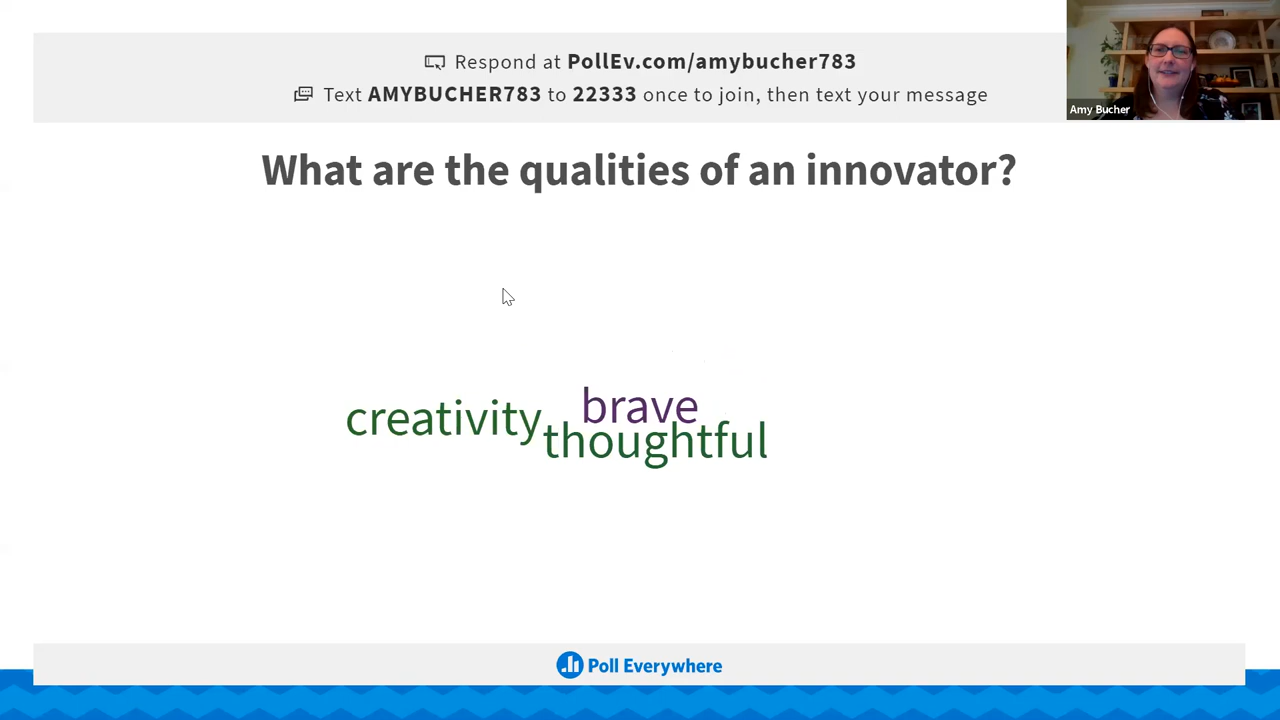 Respond at PollEv.com/amybucher783
Text AMYBUCHER783 to 22333 once to join, then text your message
Amy Bucher
What are the qualities of an innovator?
brave
creativity
thoughtful
Poll Everywhere